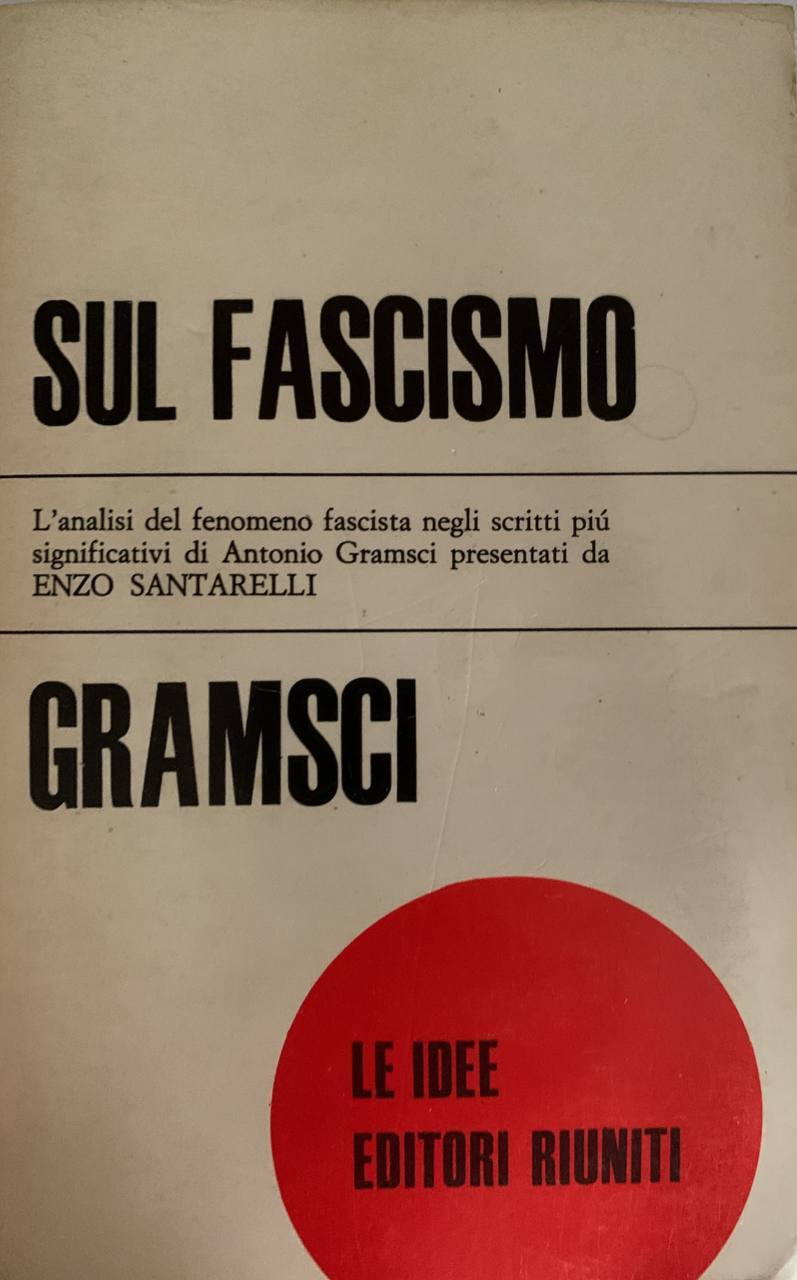 SUL FASCISMO
L'analisi del fenomeno fascista negli scritti piú
significativi di Antonio Gramsci presentati da
ENZO SANTARELLI
GRAMSCI
LE IDEE
EDITORI RIUNITI